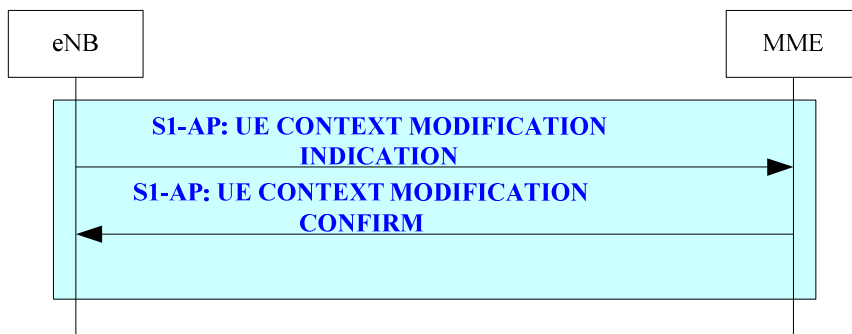 eNB
MME
S1-AP: UE CONTEXT MODIFICATION
INDICATION
S1-AP: UE CONTEXT MODIFICATION
CONFIRM